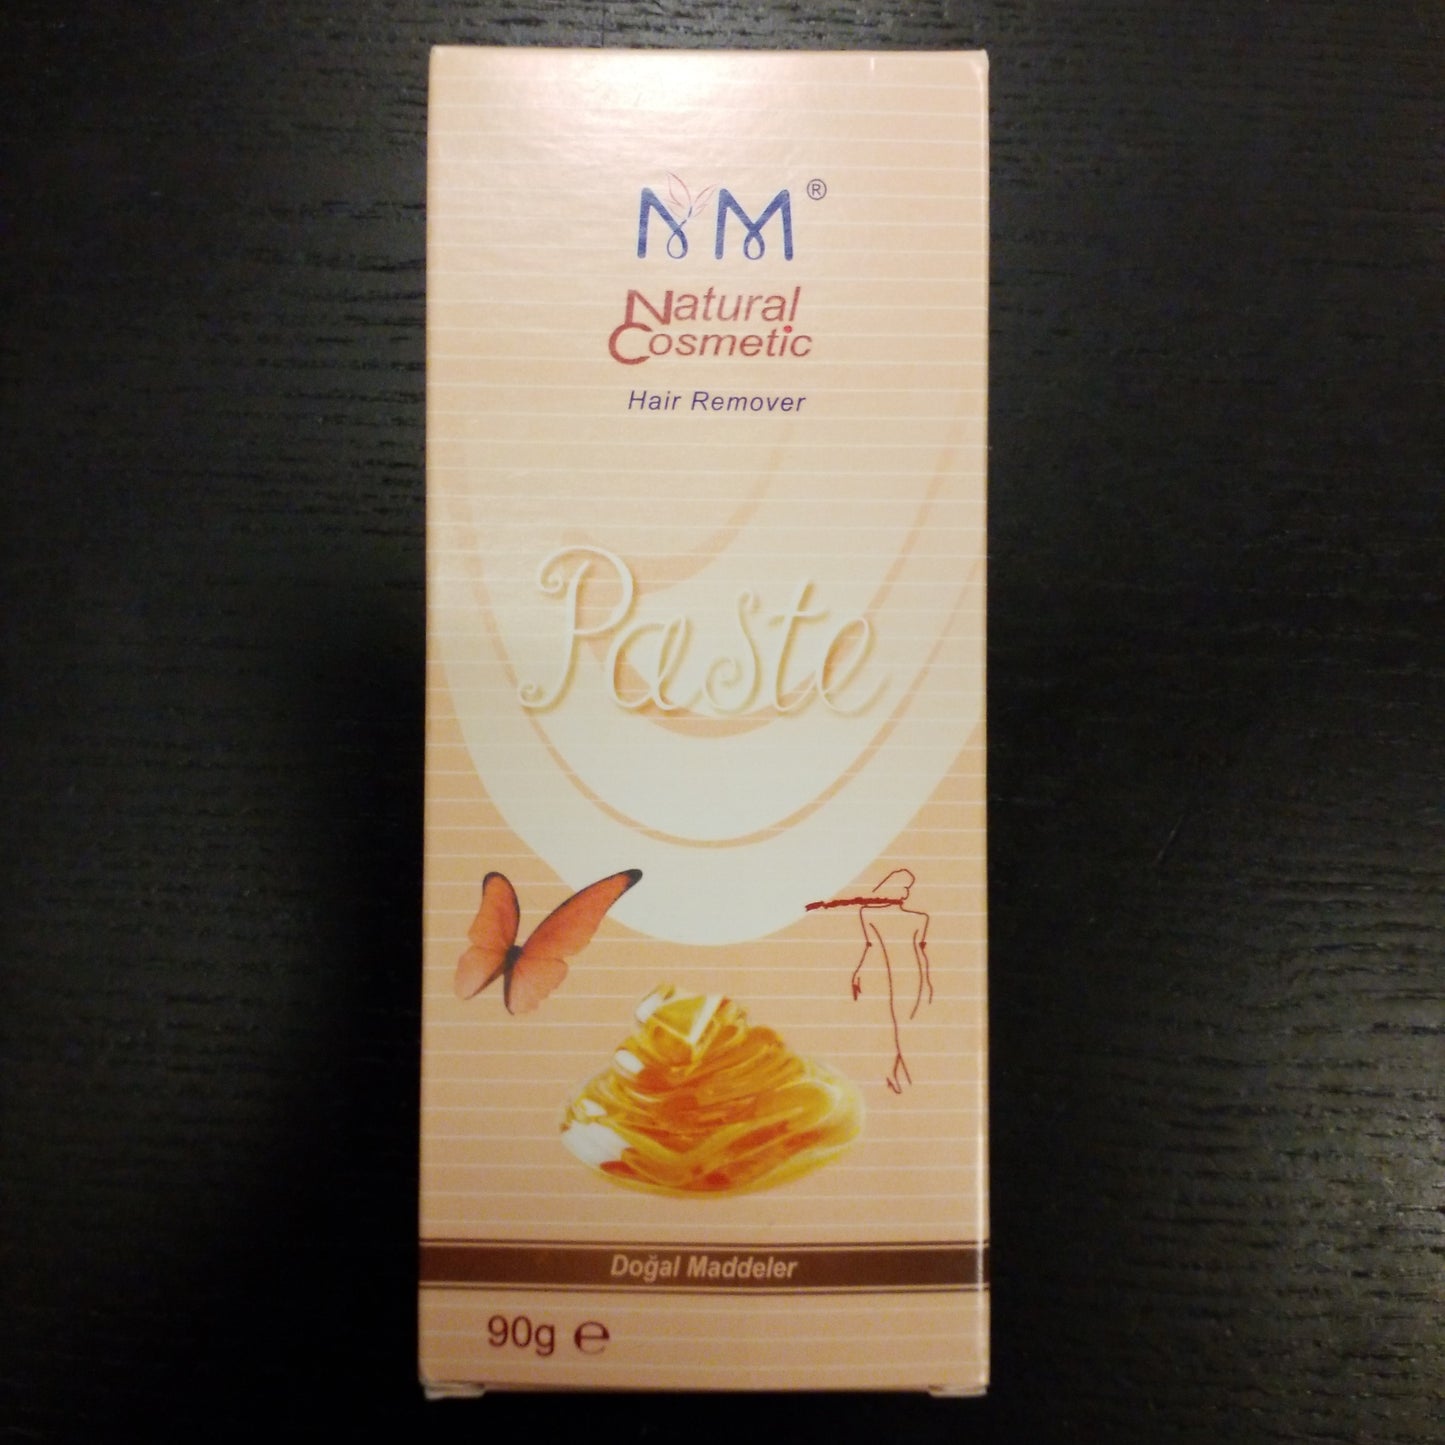 NM®
Natural
Cosmetic
Hair Remover
Paste
Doğal Maddeler
90g ℮